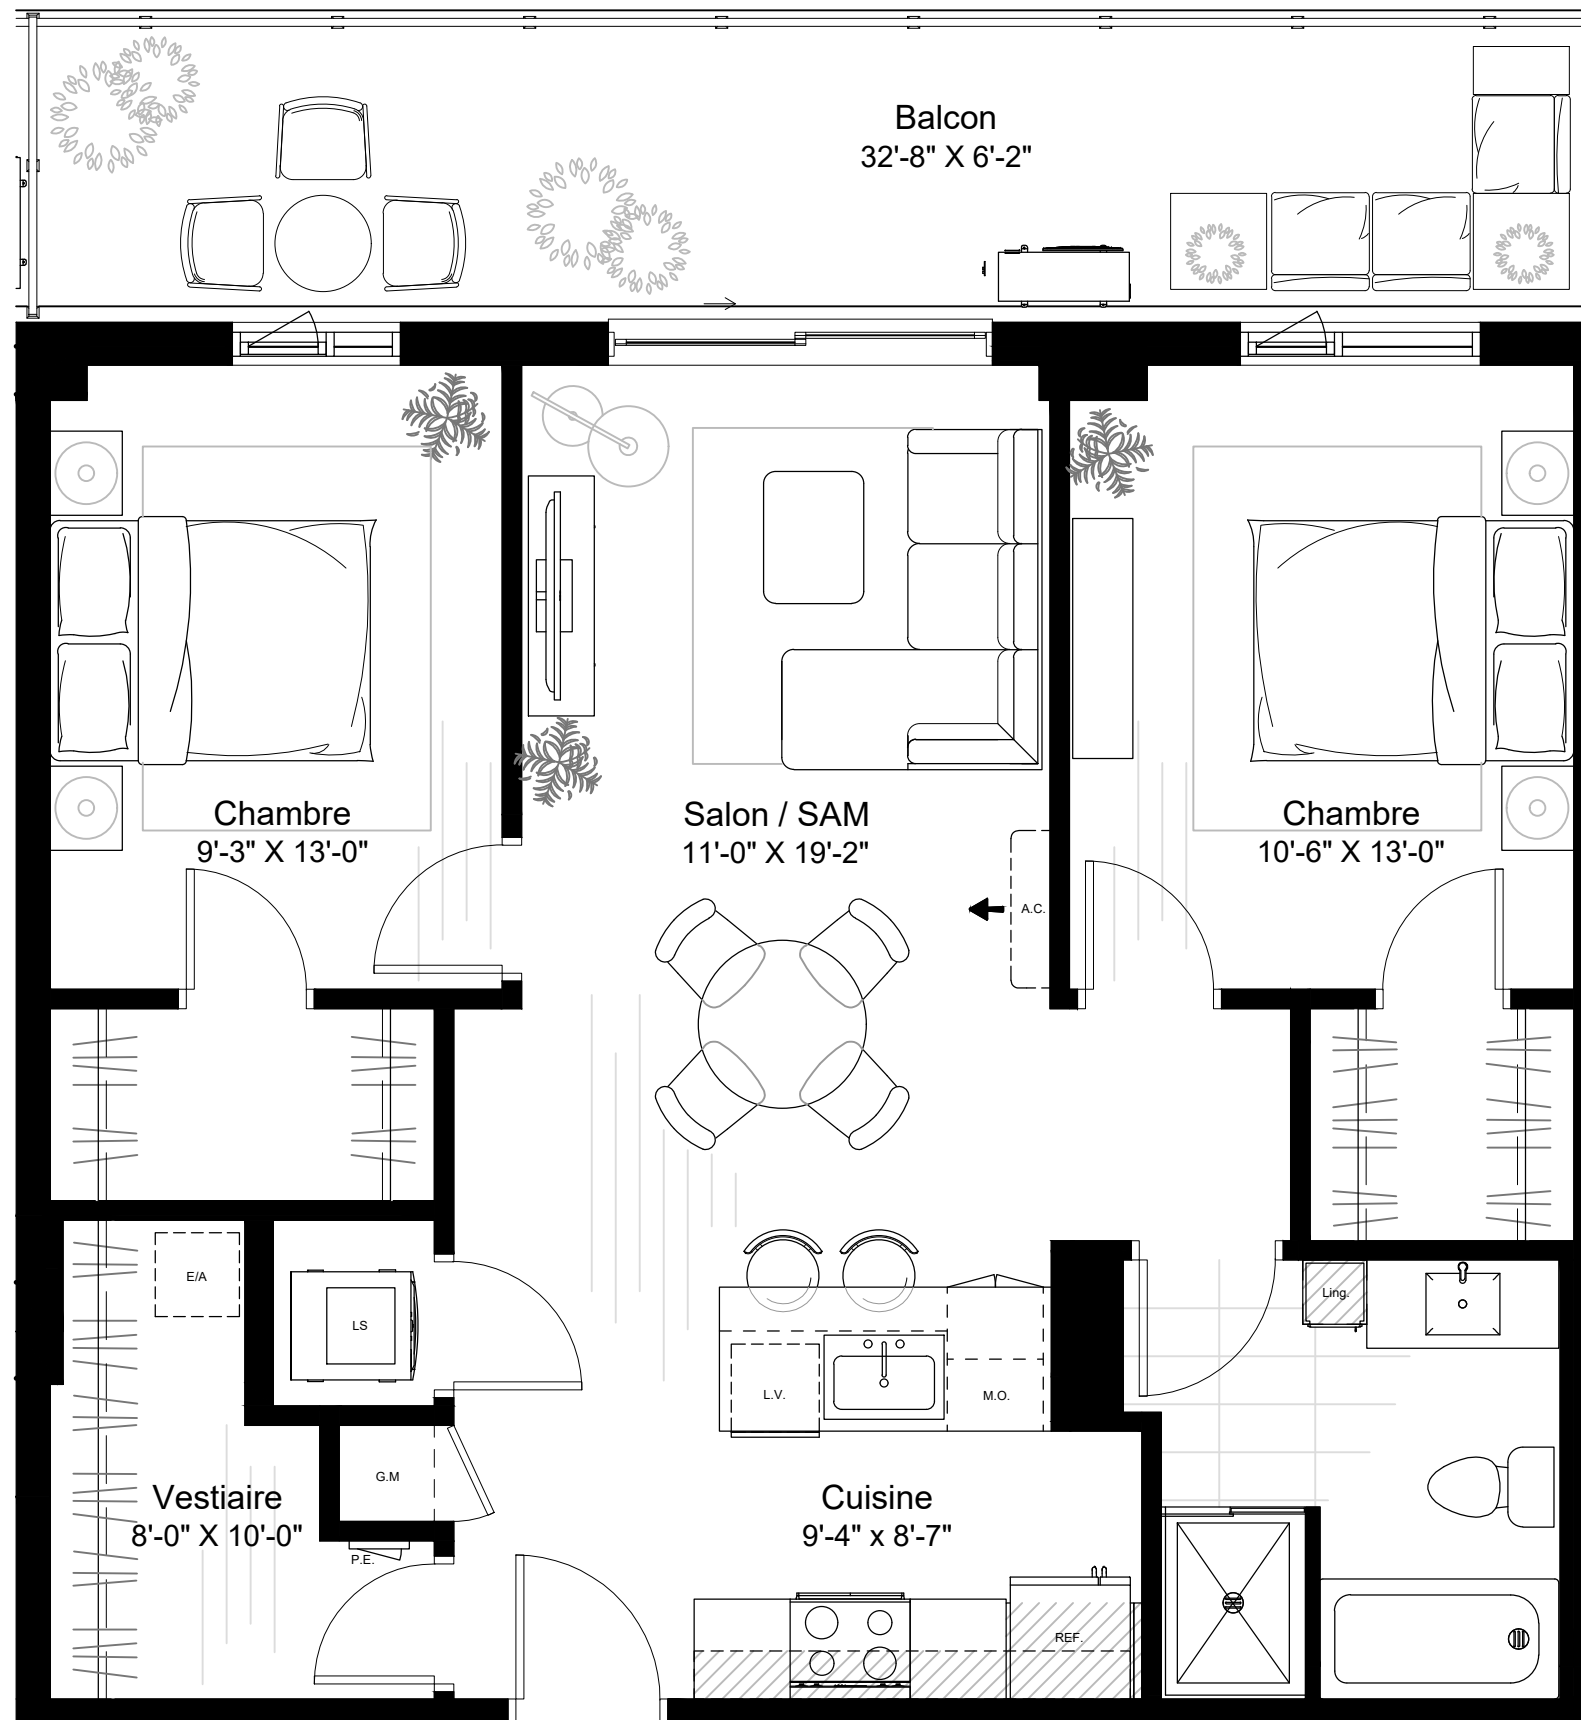 Balcon
32'-8" X 6'-2"
Chambre
9'-3" X 13'-0"
Salon / SAM
11'-0" X 19'-2"
Chambre
10'-6" X 13'-0"
A.C.
E/A
LS
Ling.
L.V.
M.O.
G.M
Vestiaire
8'-0" X 10'-0"
Cuisine
9'-4" x 8'-7"
P.E.
REF.